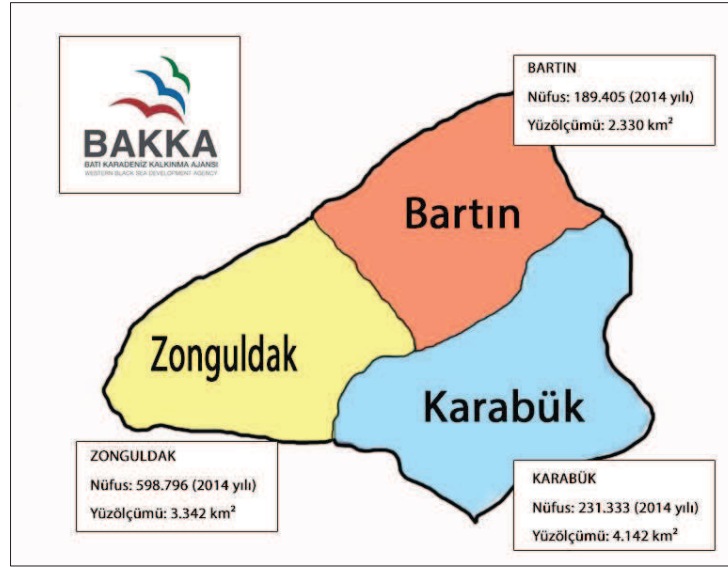 BAKKA
BATI KARADENİZ KALKINMA AJANSI
WESTERN BLACK SEA DEVELOPMENT AGENCY
BARTIN
Nüfus: 189.405 (2014 yılı)
Yüzölçümü: 2.330 km²
Bartın
Zonguldak
Karabük
ZONGULDAK
Nüfus: 598.796 (2014 yılı)
Yüzölçümü: 3.342 km²
KARABÜK
Nüfus: 231.333 (2014 yılı)
Yüzölçümü: 4.142 km²